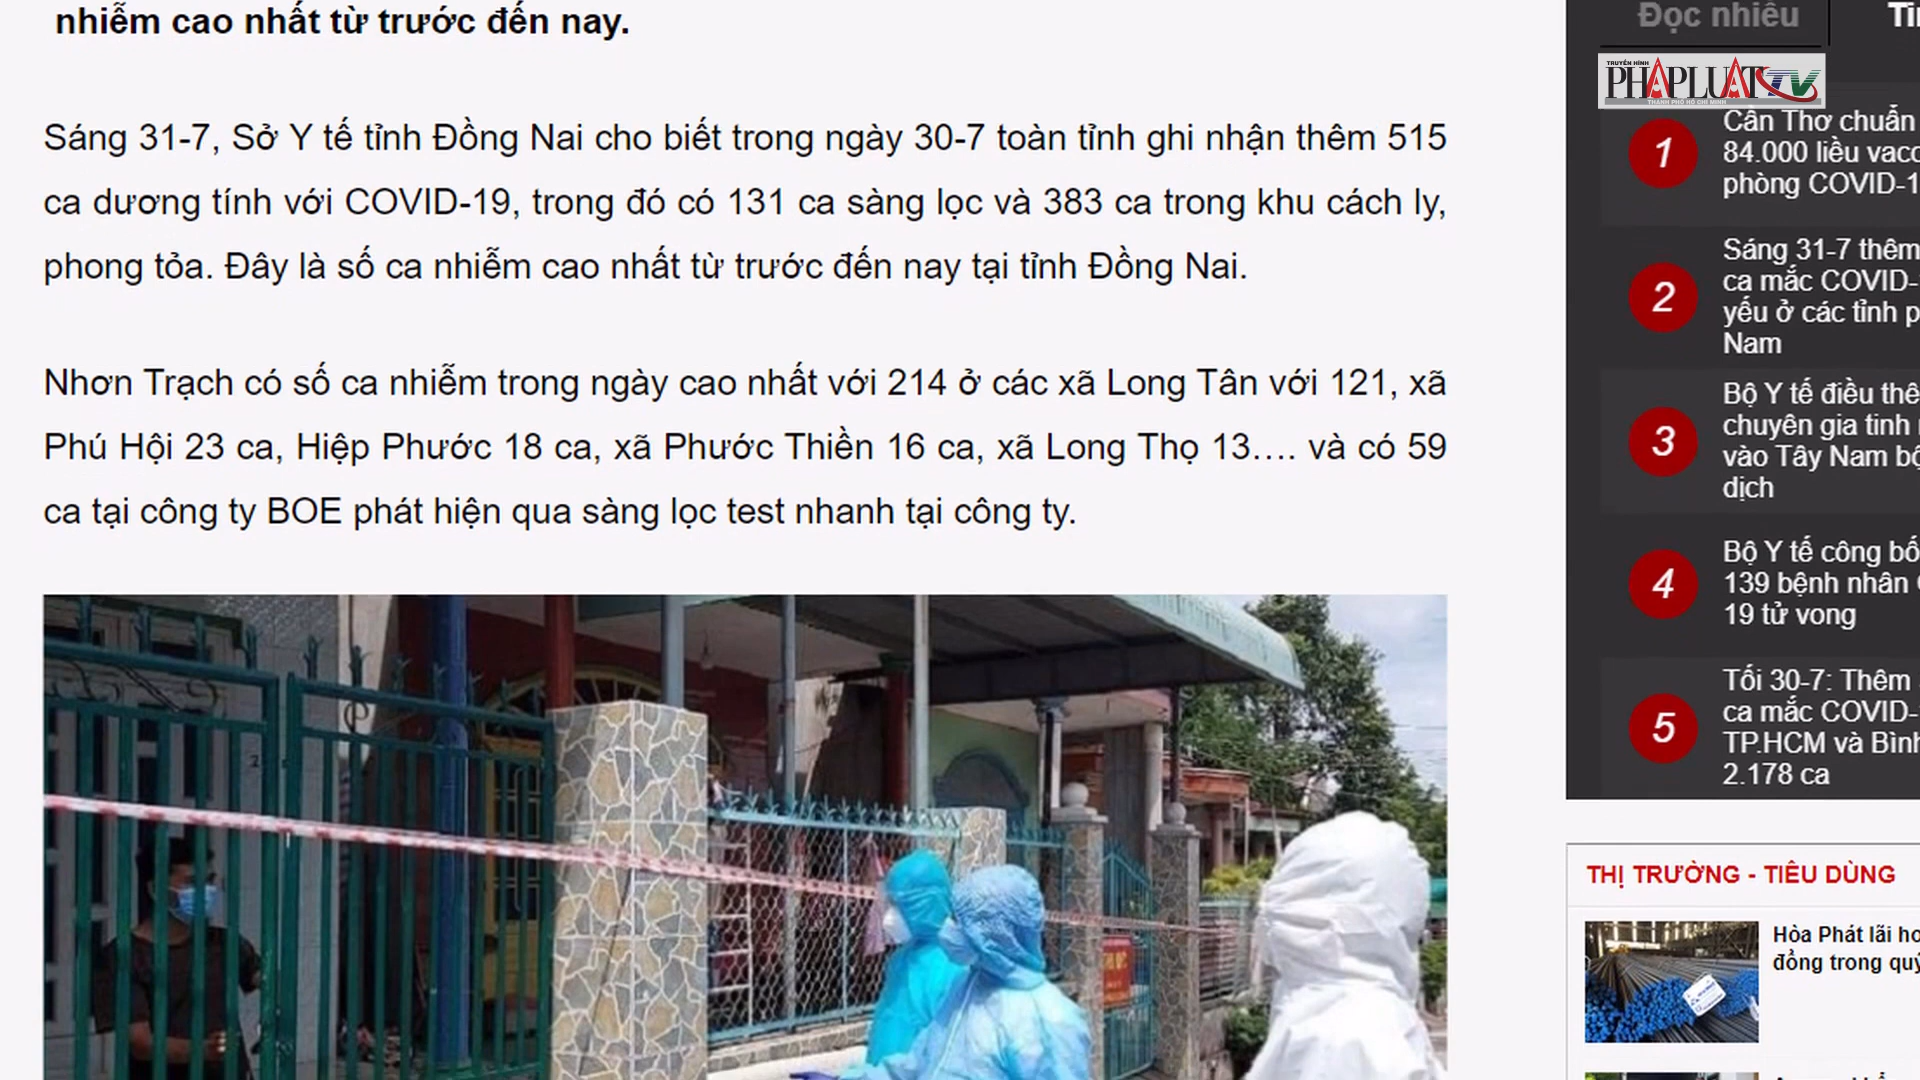 nhiễm cao nhất từ trước đến nay.
Sáng 31-7, Sở Y tế tỉnh Đồng Nai cho biết trong ngày 30-7 toàn tỉnh ghi nhận thêm 515
ca dương tính với COVID-19, trong đó có 131 ca sàng lọc và 383 ca trong khu cách ly,
phong tỏa. Đây là số ca nhiễm cao nhất từ trước đến nay tại tỉnh Đồng Nai.
Nhơn Trạch có số ca nhiễm trong ngày cao nhất với 214 ở các xã Long Tân với 121, xã
Phú Hội 23 ca, Hiệp Phước 18 ca, xã Phước Thiền 16 ca, xã Long Thọ 13…. và có 59
ca tại công ty BOE phát hiện qua sàng lọc test nhanh tại công ty.
Đọc nhiều
TRUYỀN HÌNH
PHÁPLUẬT TV
THÀNH PHỐ HỒ CHÍ MINH
1
Cần Thơ chuẩn
84.000 liều
phòng COVID-1
2
Sáng 31-7 thêm
ca mắc COVID-
yếu ở các tỉnh
Nam
3
Bộ Y tế điều
chuyên gia tinh
vào Tây Nam
dịch
4
Bộ Y tế công bố
139 bệnh nhân
19 tử vong
5
Tối 30-7: Thêm
ca mắc COVID-
TP.HCM và
2.178 ca
THỊ TRƯỜNG - TIÊU DÙNG
Hòa Phát lãi
đồng trong